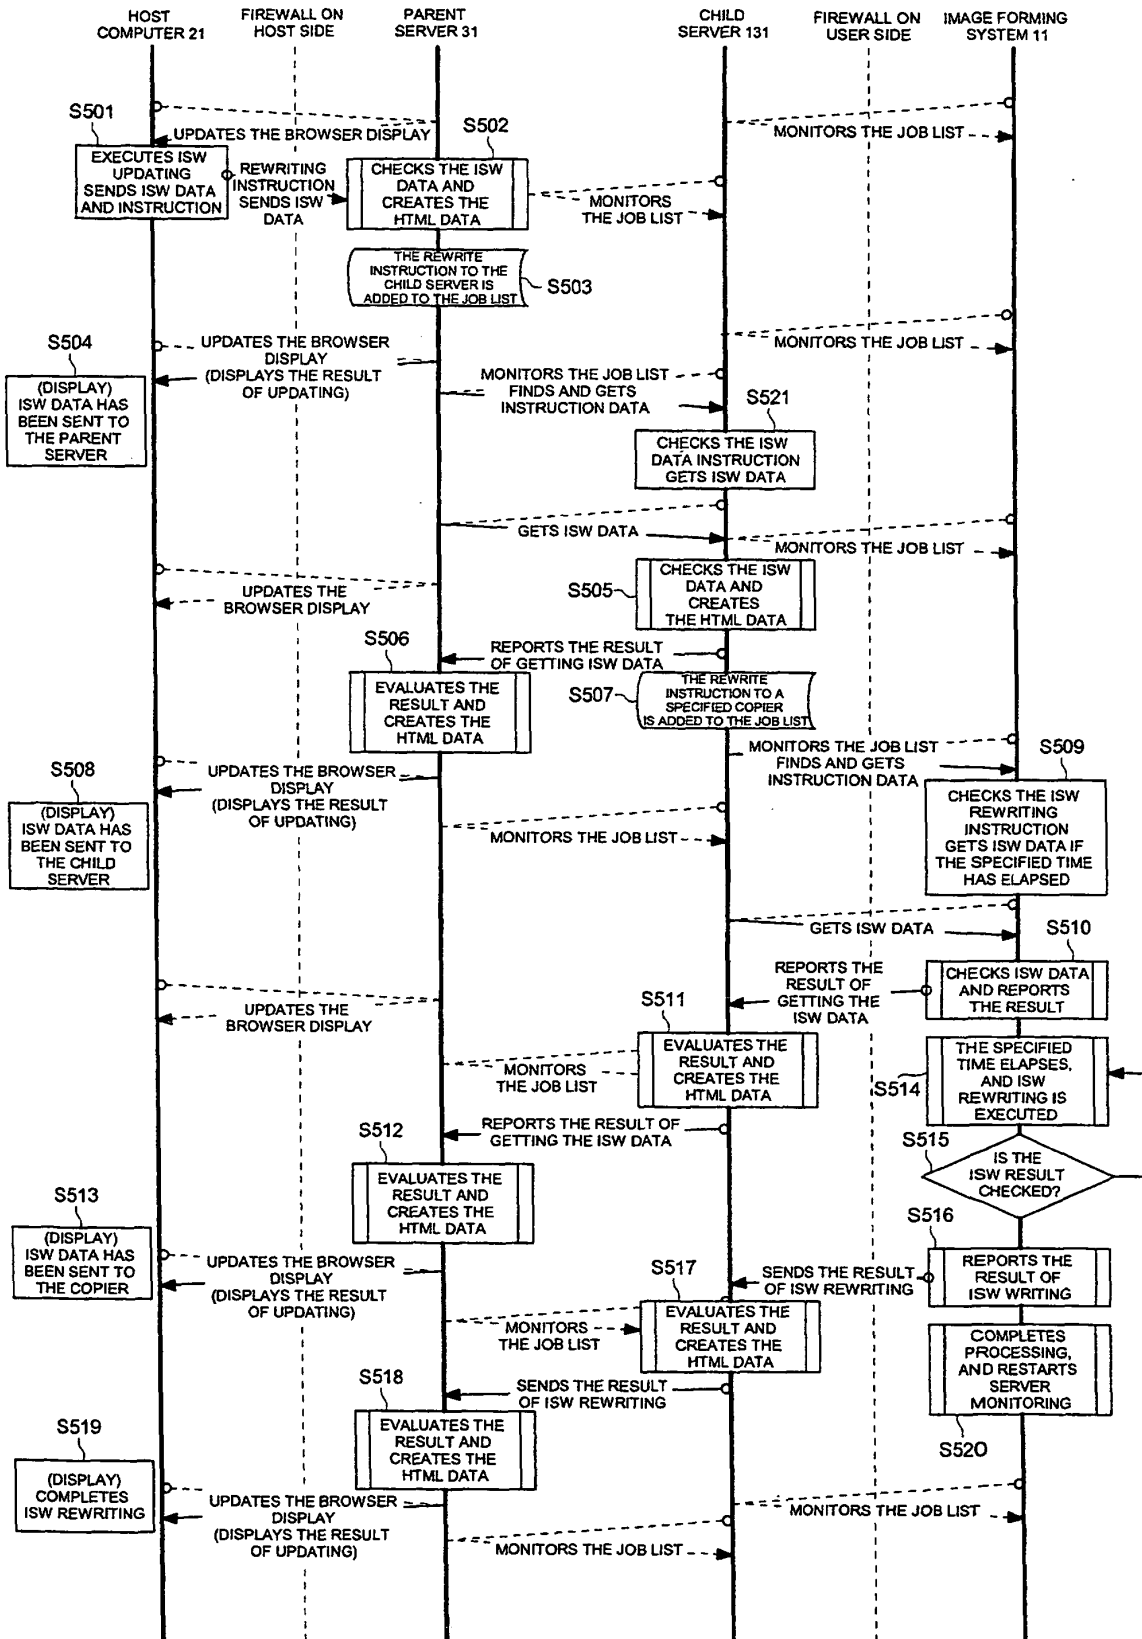 HOST
COMPUTER 21
FIREWALL ON
HOST SIDE
PARENT
SERVER 31
CHILD
SERVER 131
FIREWALL ON
USER SIDE
IMAGE FORMING
SYSTEM 11
S501
UPDATES THE BROWSER DISPLAY
S502
MONITORS THE JOB LIST
EXECUTES ISW
UPDATING
SENDS ISW DATA
AND INSTRUCTION
REWRITING
INSTRUCTION
SENDS ISW
DATA
CHECKS THE ISW
DATA AND
CREATES THE
HTML DATA
MONITORS
THE JOB LIST
THE REWRITE
INSTRUCTION TO THE
CHILD SERVER IS
ADDED TO THE JOB LIST
S503
S504
UPDATES THE BROWSER
DISPLAY
(DISPLAYS THE RESULT
OF UPDATING)
MONITORS THE JOB LIST
(DISPLAY)
ISW DATA HAS
BEEN SENT TO
THE PARENT
SERVER
MONITORS THE JOB LIST
FINDS AND GETS
INSTRUCTION DATA
S521
CHECKS THE ISW
DATA INSTRUCTION
GETS ISW DATA
GETS ISW DATA
MONITORS THE JOB LIST
UPDATES THE
BROWSER DISPLAY
S505
CHECKS THE ISW
DATA AND
CREATES
THE HTML DATA
S506
REPORTS THE RESULT
OF GETTING ISW DATA
EVALUATES THE
RESULT AND
CREATES THE
HTML DATA
S507
THE REWRITE
INSTRUCTION TO A
SPECIFIED COPIER
IS ADDED TO THE JOB LIST
MONITORS THE JOB LIST
FINDS AND GETS
INSTRUCTION DATA
S509
S508
UPDATES THE BROWSER
DISPLAY
(DISPLAYS THE RESULT
OF UPDATING)
(DISPLAY)
ISW DATA HAS
BEEN SENT TO
THE CHILD
SERVER
MONITORS THE JOB LIST
CHECKS THE ISW
REWRITING
INSTRUCTION
GETS ISW DATA IF
THE SPECIFIED TIME
HAS ELAPSED
GETS ISW DATA
S510
REPORTS THE
RESULT OF
GETTING THE
ISW DATA
CHECKS ISW DATA
AND REPORTS
THE RESULT
UPDATES THE
BROWSER DISPLAY
S511
MONITORS
THE JOB LIST
EVALUATES THE
RESULT AND
CREATES THE
HTML DATA
S514
THE SPECIFIED
TIME ELAPSES,
AND ISW
REWRITING IS
EXECUTED
S512
REPORTS THE RESULT OF
GETTING THE ISW DATA
S515
IS THE
ISW RESULT
CHECKED?
EVALUATES THE
RESULT AND
CREATES THE
HTML DATA
S513
(DISPLAY)
ISW DATA HAS
BEEN SENT TO
THE COPIER
UPDATES THE BROWSER
DISPLAY
(DISPLAYS THE RESULT
OF UPDATING)
S516
S517
SENDS THE RESULT
OF ISW REWRITING
REPORTS THE
RESULT OF
ISW WRITING
MONITORS
THE JOB LIST
EVALUATES THE
RESULT AND
CREATES THE
HTML DATA
COMPLETES
PROCESSING,
AND RESTARTS
SERVER
MONITORING
S518
SENDS THE RESULT
OF ISW REWRITING
S520
EVALUATES THE
RESULT AND
CREATES THE
HTML DATA
S519
(DISPLAY)
COMPLETES
ISW REWRITING
UPDATES THE BROWSER
DISPLAY
(DISPLAYS THE RESULT
OF UPDATING)
MONITORS THE JOB LIST
MONITORS THE JOB LIST